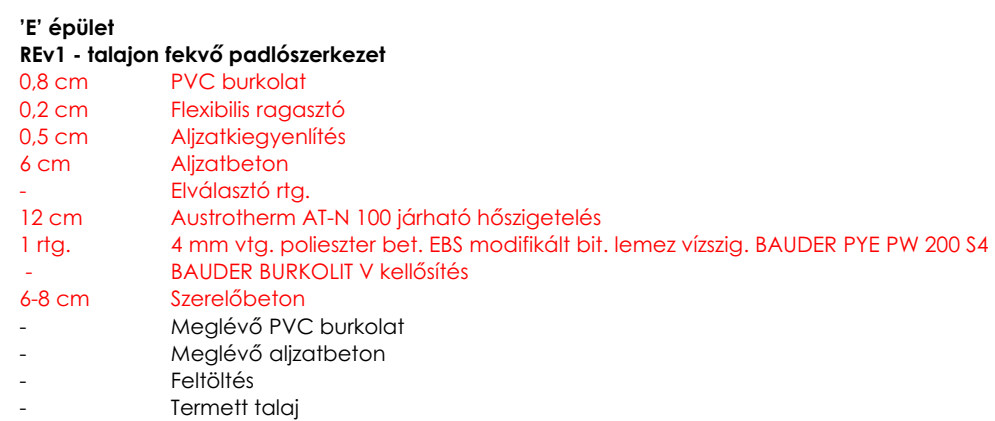 ’E’ épület
REv1 - talajon fekvő padlószerkezet
0,8 cm PVC burkolat
0,2 cm Flexibilis ragasztó
0,5 cm Aljzatkiegyenlítés
6 cm Aljzatbeton
- Elválasztó rtg.
12 cm Austrotherm AT-N 100 járható hőszigetelés
1 rtg. 4 mm vtg. polieszter bet. EBS modifikált bit. lemez vízszig. BAUDER PYE PW 200 S4
- BAUDER BURKOLIT V kellősítés
6-8 cm Szerelőbeton
- Meglévő PVC burkolat
- Meglévő aljzatbeton
- Feltöltés
- Termett talaj